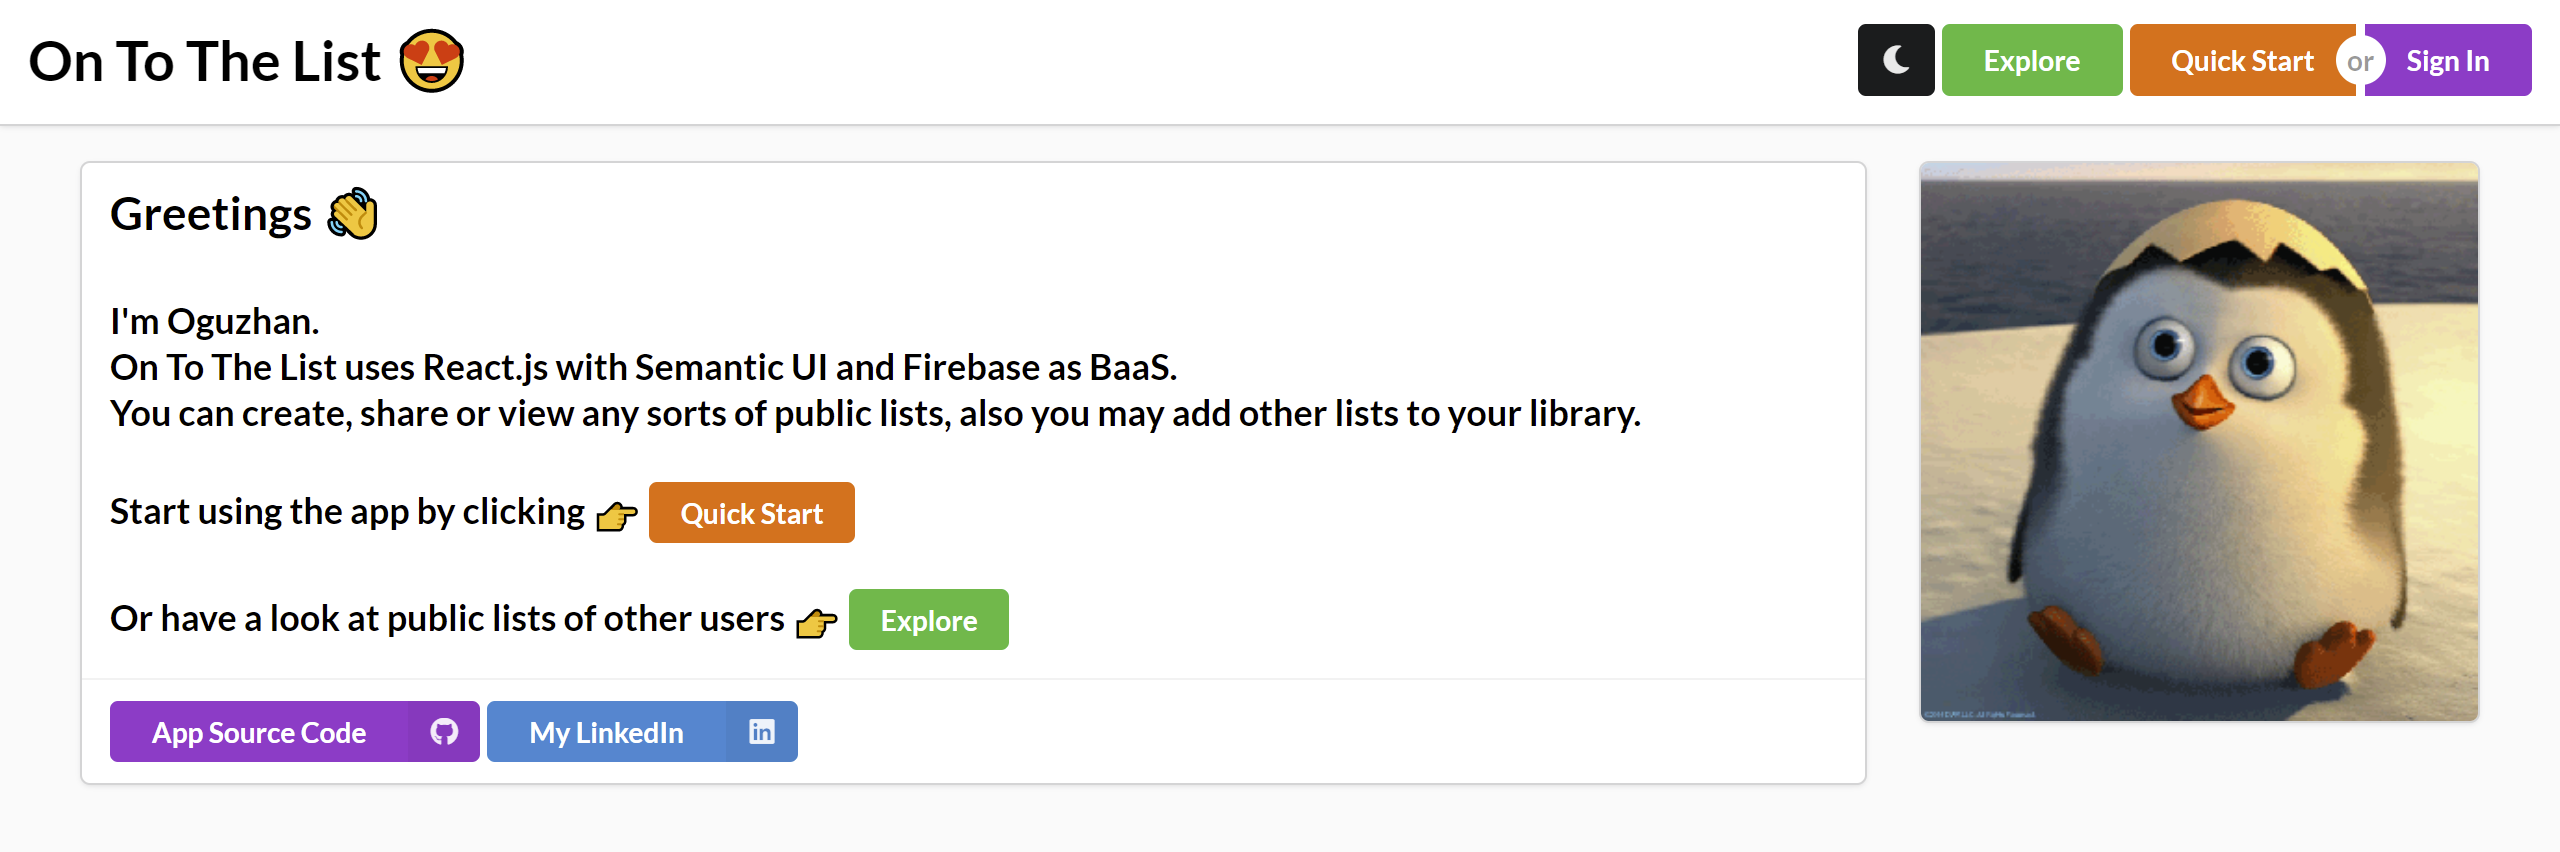 On To The List
Explore
Quick Start
or
Sign In
Greetings
I'm Oguzhan.
On To The List uses React.js with Semantic UI and Firebase as BaaS.
You can create, share or view any sorts of public lists, also you may add other lists to your library.
Start using the app by clicking Quick Start
Or have a look at public lists of other users Explore
App Source Code
My LinkedIn
in